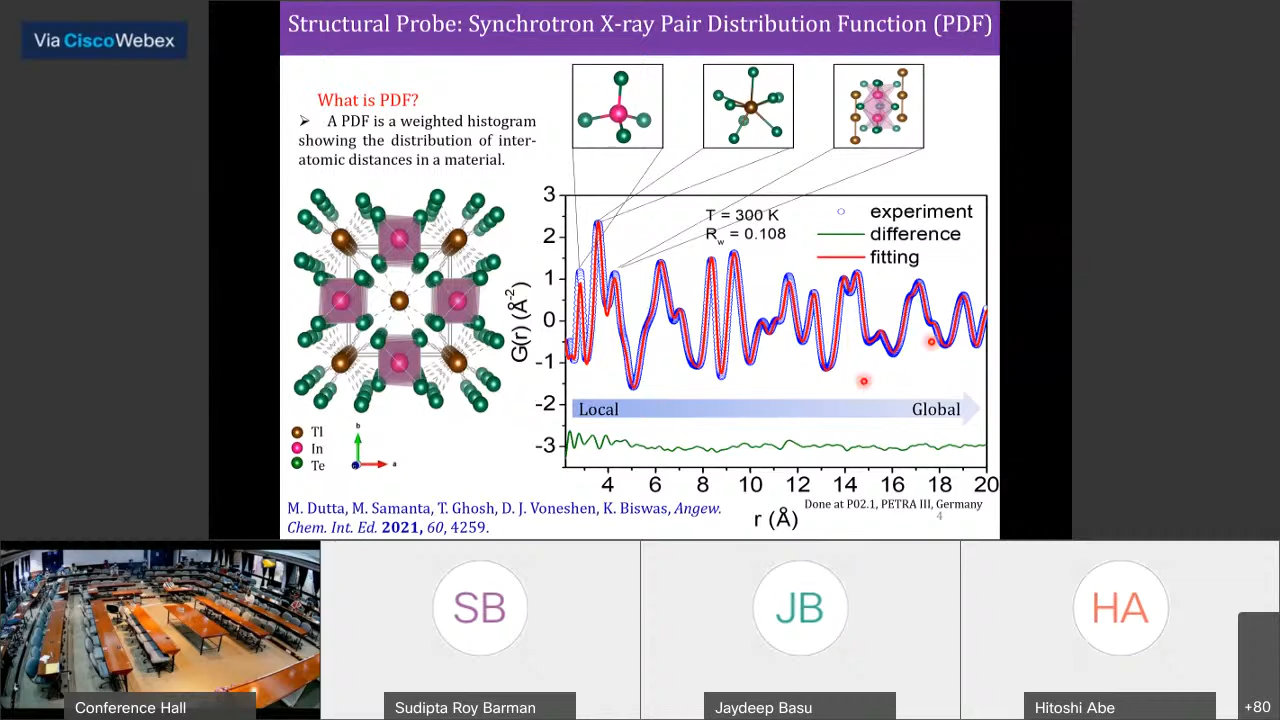 Via CiscoWebex
Structural Probe: Synchrotron X-ray Pair Distribution Function (PDF)
What is PDF?
➢ A PDF is a weighted histogram
showing the distribution of inter-
atomic distances in a material.
T = 300 K
Rw = 0.108
experiment
difference
fitting
G(r) (Å-2)
3
2
1
0
-1
-2
-3
Local
Global
4
6
8
10
12
14
16
18
20
r (Å)
Tl
In
Te
b
a
Done at P02.1, PETRA III, Germany
4
M. Dutta, M. Samanta, T. Ghosh, D. J. Voneshen, K. Biswas, Angew.
Chem. Int. Ed. 2021, 60, 4259.
SB
JB
HA
Conference Hall
Sudipta Roy Barman
Jaydeep Basu
Hitoshi Abe
+80